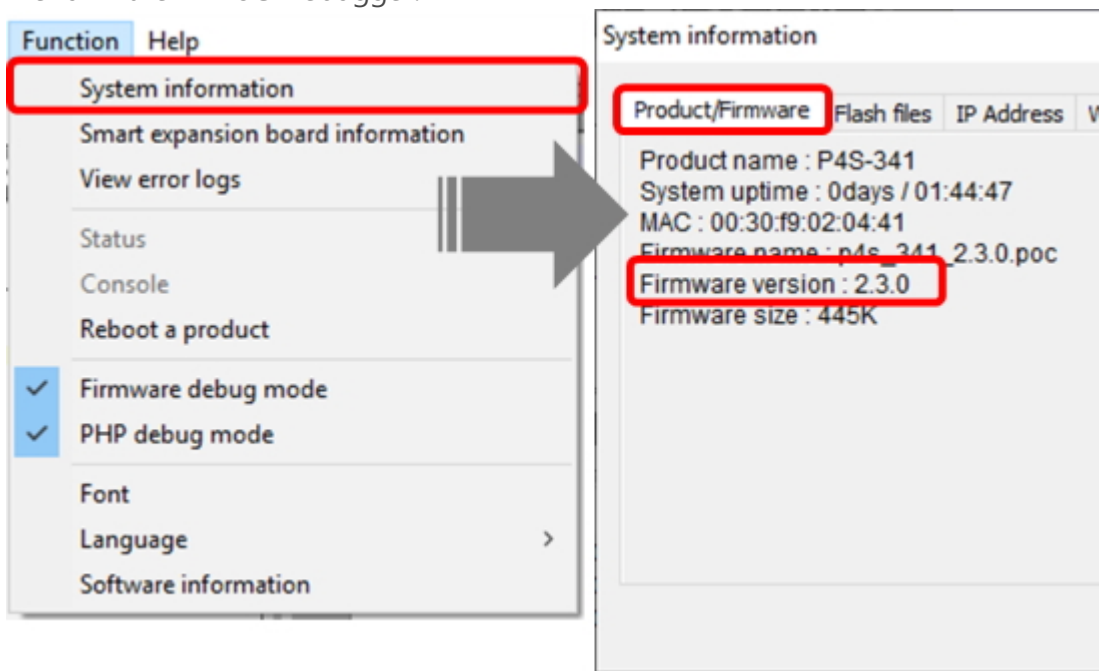 Function Help
System information
Smart expansion board information
View error logs
Status
Console
Reboot a product
Firmware debug mode
PHP debug mode
Font
Language
Software information
System information
Product/Firmware Flash files IP Address
Product name : P4S-341
System uptime : 0days / 01:44:47
MAC : 00:30:f9:02:04:41
Firmware name : p4s_341_2.3.0.poc
Firmware version : 2.3.0
Firmware size : 445K